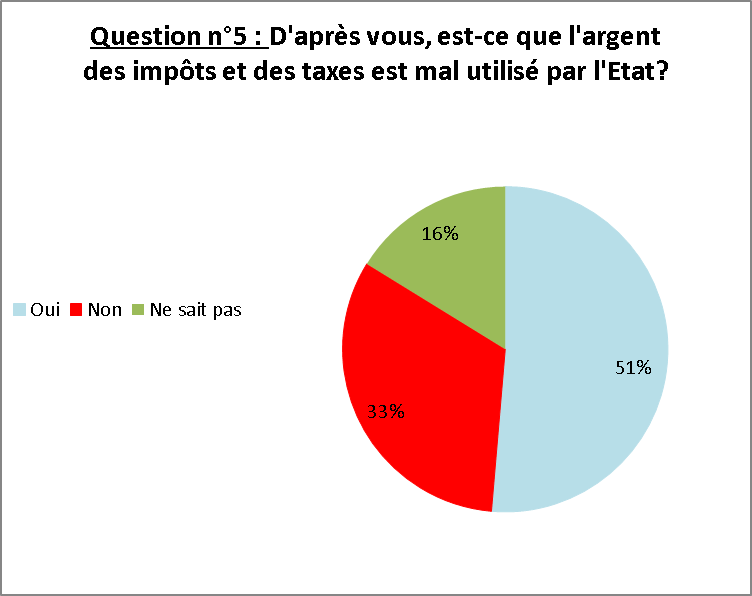 Question n°5 : D'après vous, est-ce que l'argent
des impôts et des taxes est mal utilisé par l'Etat?
16%
Oui Non Ne sait pas
51%
33%